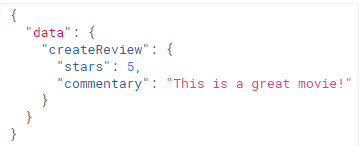 {
  "data": {
    "createReview": {
      "stars": 5,
      "commentary": "This is a great movie!"
    }
  }
}